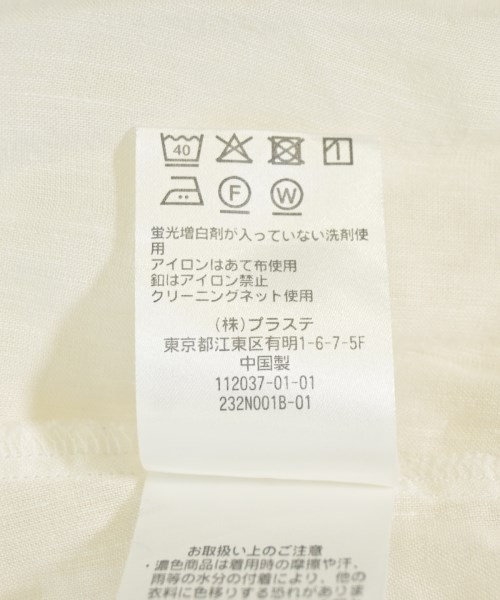 40
F W
蛍光増白剤が入っていない洗剤使
用
アイロンはあて布使用
釦はアイロン禁止
クリーニングネット使用
(株)プラステ
東京都江東区有明1-6-7-5F
中国製
112037-01-01
232N001B-01
お取扱い上のご注意
・濃色商品は着用時の摩擦や汗、
雨等の水分の付着により、他の
衣料に色移りする恐れがありま